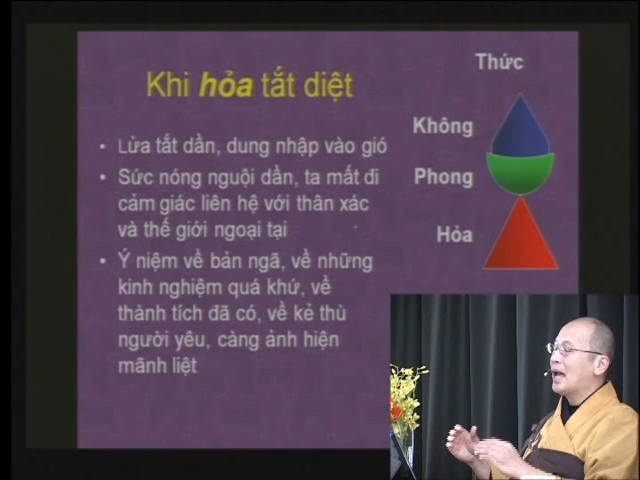 Khi hỏa tắt diệt
• Lửa tắt dần, dung nhập vào gió
• Sức nóng nguội dần, ta mất đi
cảm giác liên hệ với thân xác
và thế giới ngoại tại
• Ý niệm về bản ngã, về những
kinh nghiệm quá khứ, về
thành tích đã có, về kẻ thù
người yêu, càng ảnh hiện
mãnh liệt
Thức
Không
Phong
Hỏa